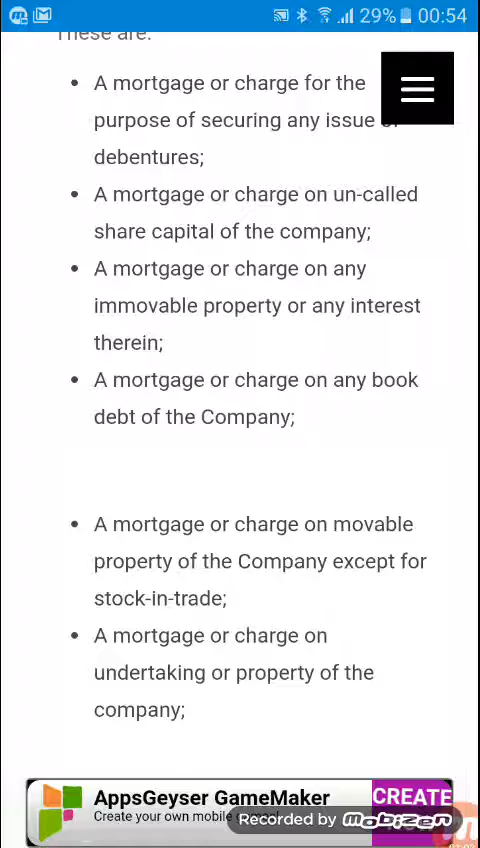 29% 00:54
These are:
A mortgage or charge for the
purpose of securing any issue of
debentures;
A mortgage or charge on un-called
share capital of the company;
A mortgage or charge on any
immovable property or any interest
therein;
A mortgage or charge on any book
debt of the Company;
A mortgage or charge on movable
property of the Company except for
stock-in-trade;
A mortgage or charge on
undertaking or property of the
company;
AppsGeyser GameMaker
Create your own mobile
CREATE
Recorded by mobizen